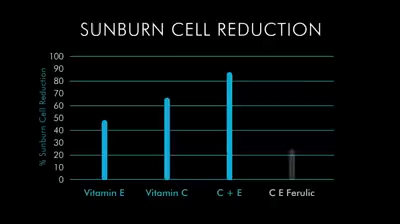 SUNBURN CELL REDUCTION
% Sunburn Cell Reduction
100
90
80
70
60
50
40
30
20
10
0
Vitamin E
Vitamin C
C + E
C E Ferulic